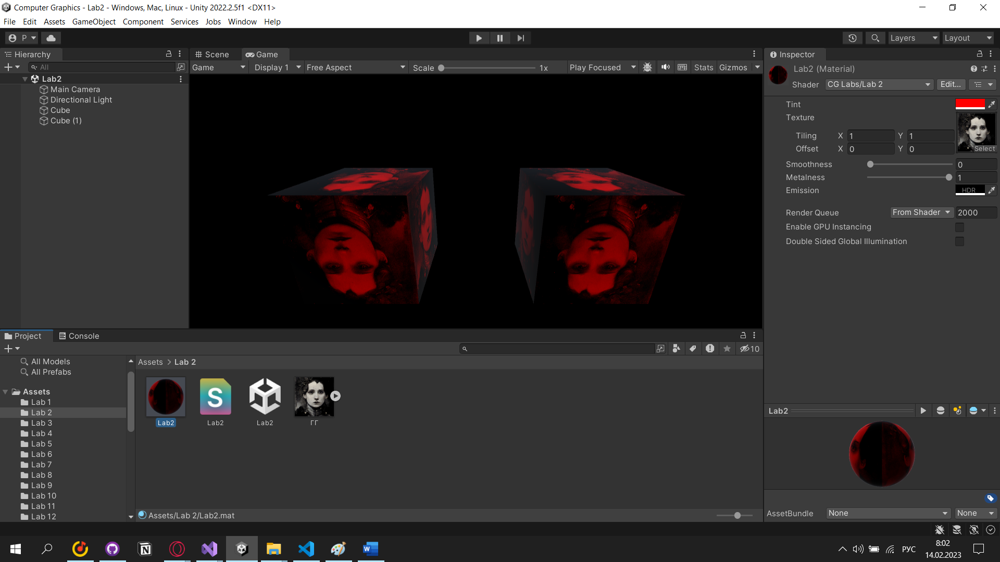 Computer Graphics - Lab2 - Windows, Mac, Linux - Unity 2022.2.5f1 <DX11>
File Edit Assets GameObject Component Services Jobs Window Help
P Layers Layout
Hierarchy
All
Lab2
Main Camera
Directional Light
Cube
Cube (1)
Scene Game
Game Display 1 Free Aspect Scale 1x Play Focused Stats Gizmos
Inspector
Lab2 (Material)
Shader CG Labs/Lab 2 Edit...
Tint
Texture
Tiling X 1 Y 1
Offset X 0 Y 0
Select
Smoothness 0
Metalness 1
Emission HDR
Render Queue From Shader 2000
Enable GPU Instancing
Double Sided Global Illumination
Project Console
10
All Models
All Prefabs
Assets
Lab 1
Lab 2
Lab 3
Lab 4
Lab 5
Lab 6
Lab 7
Lab 8
Lab 9
Lab 10
Lab 11
Lab 12
Assets > Lab 2
S
Lab2 Lab2 Lab2 ГГ
Assets/Lab 2/Lab2.mat
Lab2
AssetBundle None None
W
РУС
8:02
14.02.2023